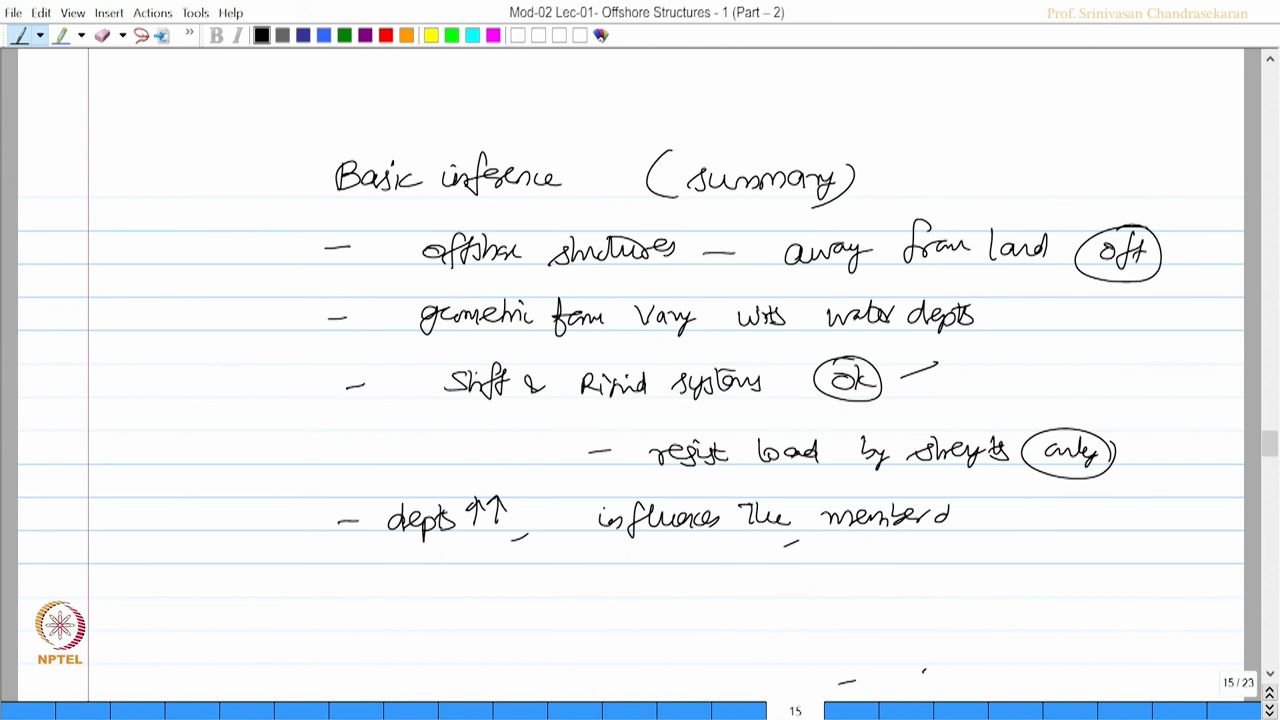 File Edit View Insert Actions Tools Help
Mod-02 Lec-01- Offshore Structures - 1 (Part – 2)
Prof. Srinivasan Chandrasekaran
B I
Basic inference (summary)
- offshore structures - away from land off
- geometric form vary with water depth
- stiff & Rigid systems ok
- resist load by strength only
- depth ↑↑, influences the member d
NPTEL
15 / 23
15